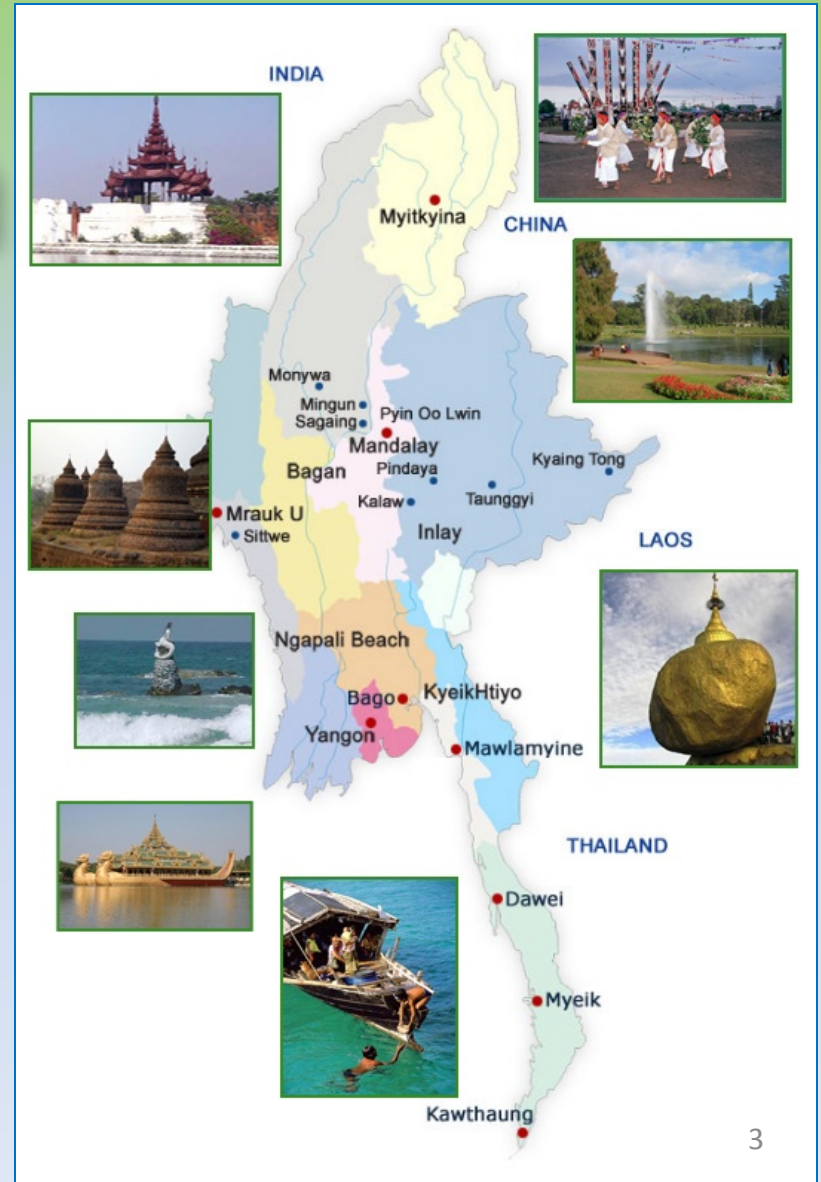 INDIA
Myitkyina
CHINA
Monywa
Mingun
Sagaing
Pyin Oo Lwin
Mandalay
Bagan
Pindaya
Kyaing Tong
Kalaw
Taunggyi
Mrauk U
Sittwe
Inlay
LAOS
Ngapali Beach
Bago
KyeikHtiyo
Yangon
Mawlamyine
THAILAND
Dawei
Myeik
Kawthaung
3